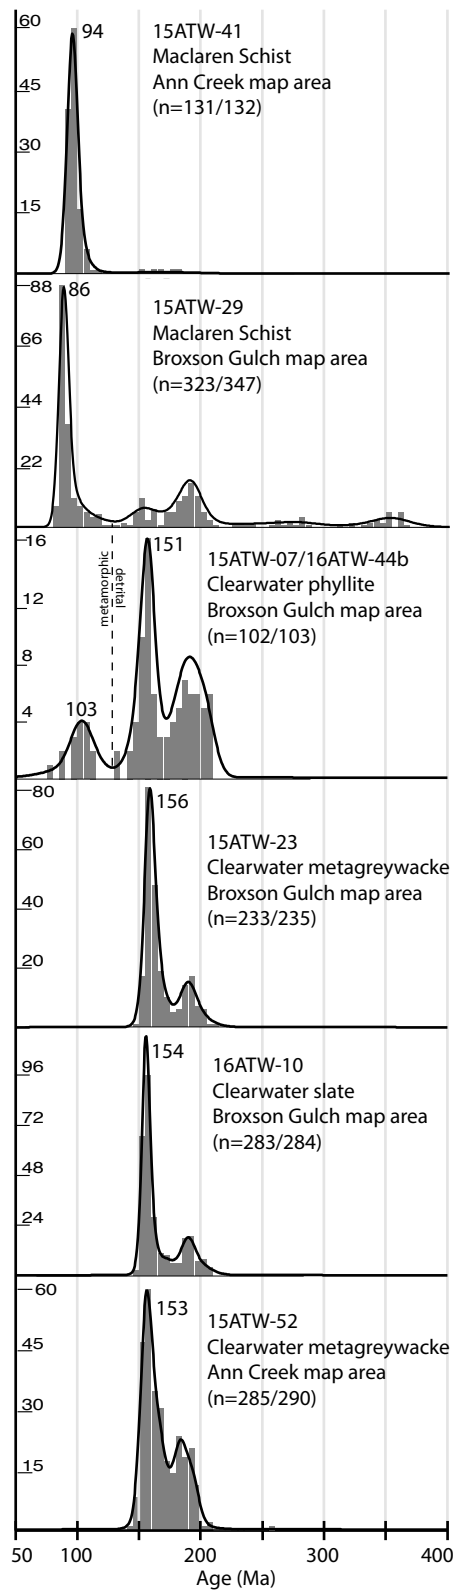 60
94
15ATW-41
Maclaren Schist
45
Ann Creek map area
(n=131/132)
30
15
88
86
15ATW-29
66
Maclaren Schist
Broxson Gulch map area
(n=323/347)
44
22
16
151
metamorphic
detrital
15ATW-07/16ATW-44b
Clearwater phyllite
12
Broxson Gulch map area
(n=102/103)
8
4
103
80
156
15ATW-23
60
Clearwater metagreywacke
Broxson Gulch map area
40
(n=233/235)
20
154
16ATW-10
96
Clearwater slate
Broxson Gulch map area
72
(n=283/284)
48
24
60
153
15ATW-52
45
Clearwater metagreywacke
Ann Creek map area
(n=285/290)
30
15
50 100 200 300 400
Age (Ma)